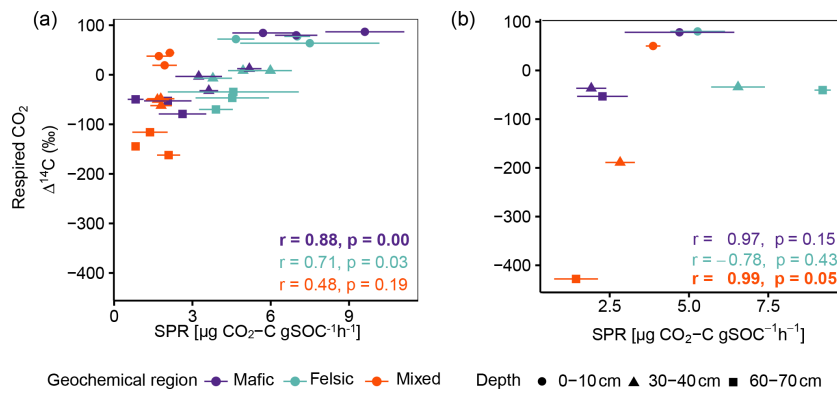 (a)
(b)
Respired CO₂
Δ¹⁴C (‰)
100
0
−100
−200
−300
−400
r = 0.88, p = 0.00
r = 0.71, p = 0.03
r = 0.48, p = 0.19
0 3 6 9
SPR [µg CO₂−C gSOC⁻¹h⁻¹]
100
0
−100
−200
−300
−400
r = 0.97, p = 0.15
r = −0.78, p = 0.43
r = 0.99, p = 0.05
2.5 7.5
SPR [µg CO₂−C gSOC⁻¹h⁻¹]
Geochemical region Mafic Felsic Mixed Depth 0−10 cm 30−40 cm 60−70 cm